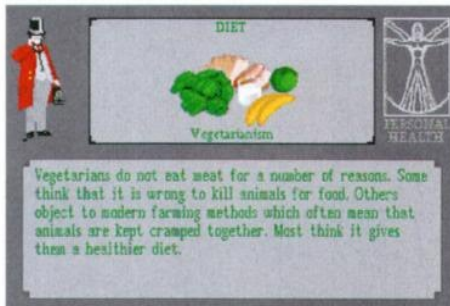 DIET
Vegetarianism
PERSONAL
HEALTH
Vegetarians do not eat meat for a number of reasons. Some
think that it is wrong to kill animals for food. Others
object to modern farming methods which often mean that
animals are kept cramped together. Most think it gives
them a healthier diet.